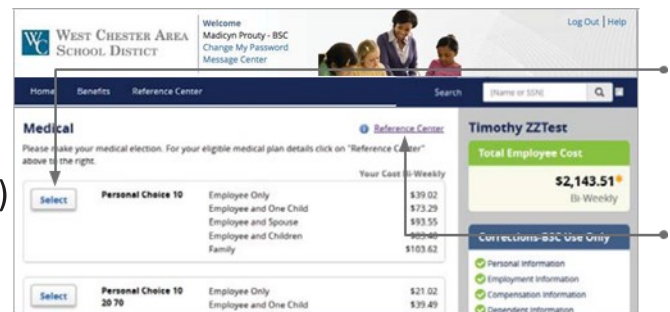 WEST CHESTER AREA
SCHOOL DISTICT
Welcome
Madicyn Prouty - BSC
Change My Password
Message Center
Log Out | Help
Home Benefits Reference Center Search (Name or SSN)
Medical
Reference Center
Please make your medical election. For your eligible medical plan details click on "Reference Center"
above to the right.
Your Cost Bi-Weekly
Select
Personal Choice 10
Employee Only $39.02
Employee and One Child $73.29
Employee and Spouse $93.55
Employee and Children
Family $103.62
Select
Personal Choice 10
20 70
Employee Only $21.02
Employee and One Child $39.49
Timothy ZZTest
Total Employee Cost
$2,143.51*
Bi-Weekly
Corrections-BSC Use Only
Personal Information
Employment Information
Compensation Information
Dependent Information
)